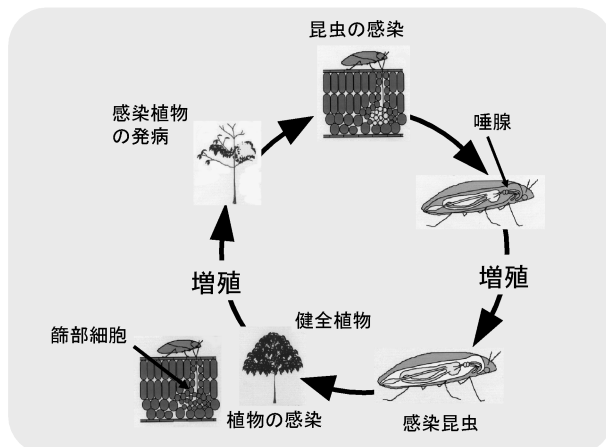 昆虫の感染
感染植物
の発病
唾腺
増殖
増殖
健全植物
篩部細胞
植物の感染
感染昆虫